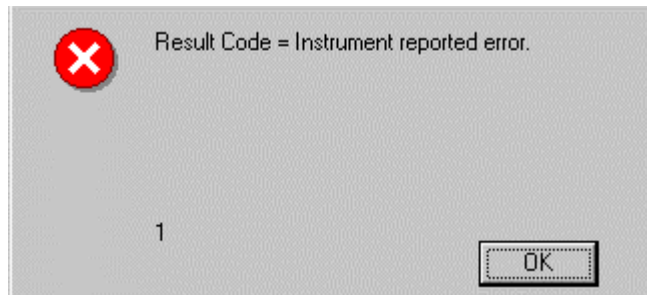 Result Code = Instrument reported error.
1
OK